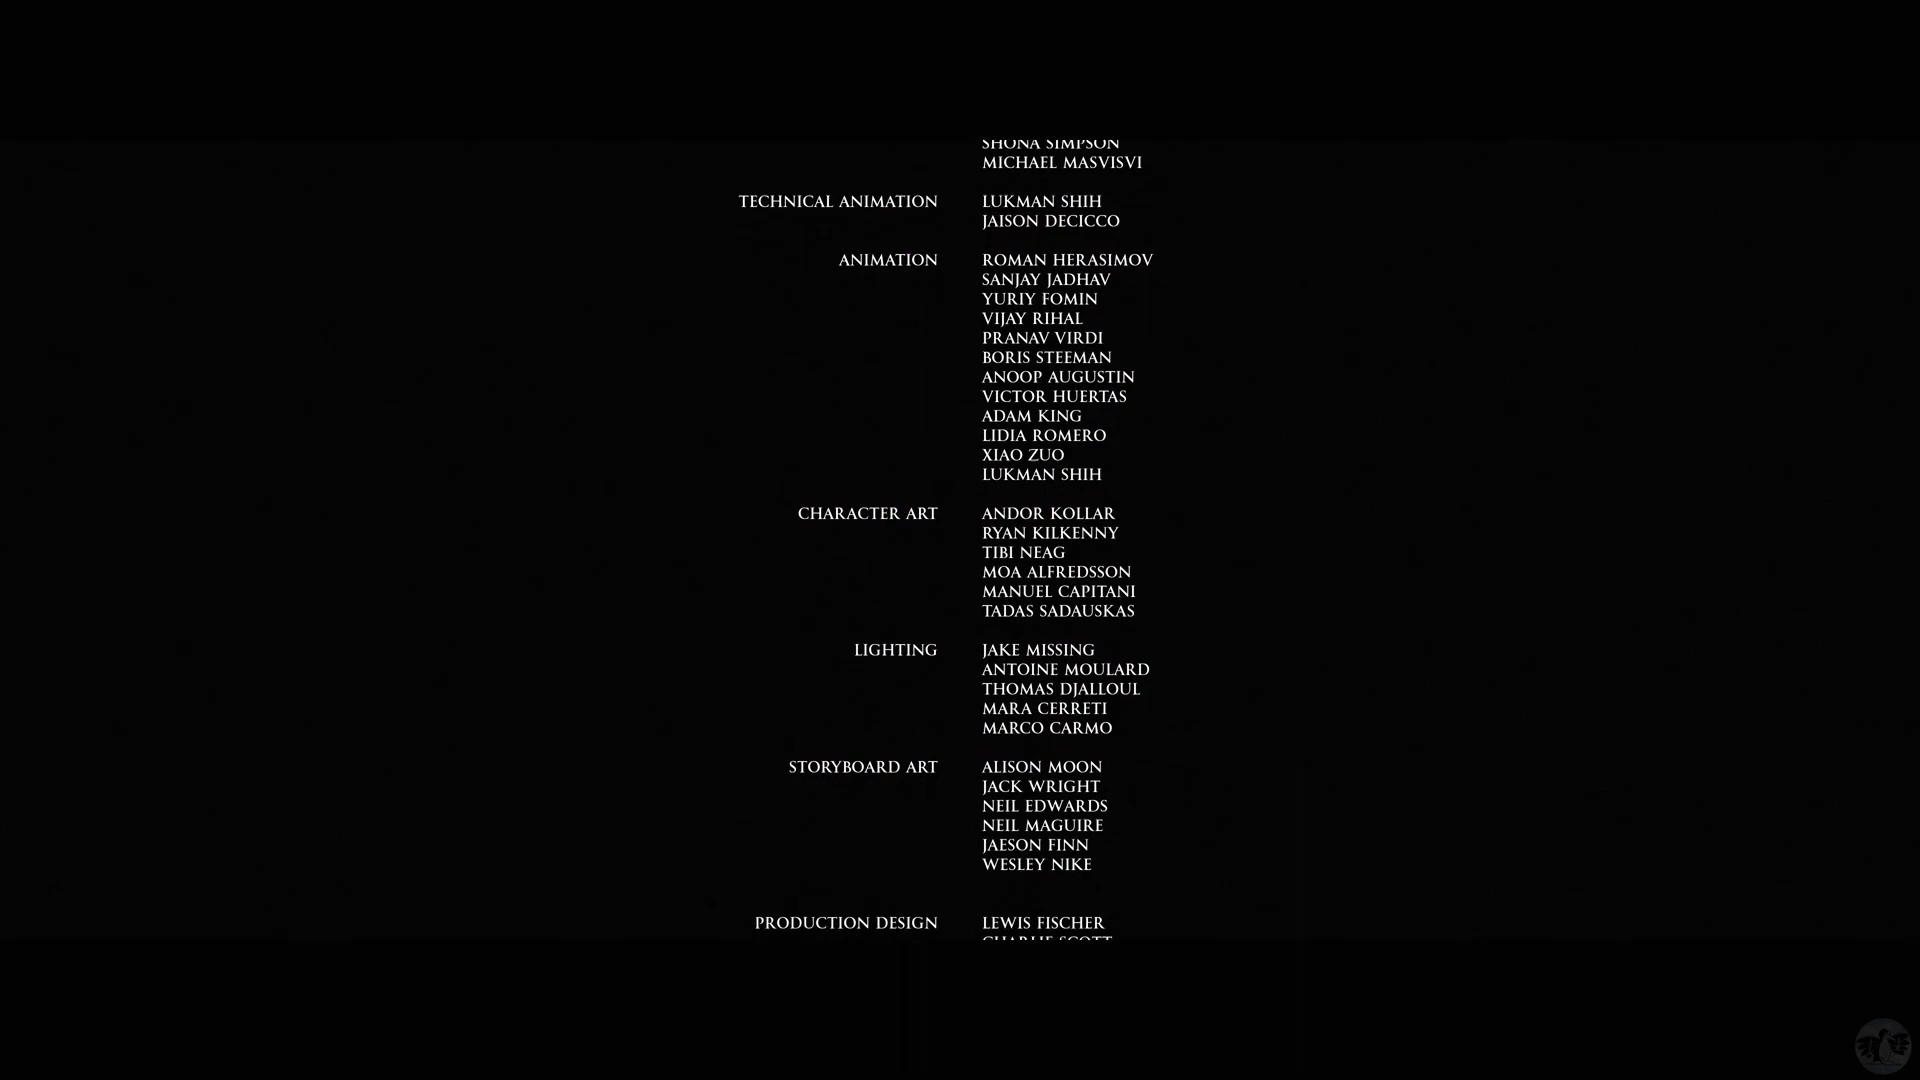 SHONA SIMPSON
MICHAEL MASVISVI
TECHNICAL ANIMATION LUKMAN SHIH
JAISON DECICCO
ANIMATION ROMAN HERASIMOV
SANJAY JADHAV
YURIY FOMIN
VIJAY RIHAL
PRANAV VIRDI
BORIS STEEMAN
ANOOP AUGUSTIN
VICTOR HUERTAS
ADAM KING
LIDIA ROMERO
XIAO ZUO
LUKMAN SHIH
CHARACTER ART ANDOR KOLLAR
RYAN KILKENNY
TIBI NEAG
MOA ALFREDSSON
MANUEL CAPITANI
TADAS SADAUSKAS
LIGHTING JAKE MISSING
ANTOINE MOULARD
THOMAS DJALLOUL
MARA CERRETI
MARCO CARMO
STORYBOARD ART ALISON MOON
JACK WRIGHT
NEIL EDWARDS
NEIL MAGUIRE
JAESON FINN
WESLEY NIKE
PRODUCTION DESIGN LEWIS FISCHER
CHARLIE SCOTT